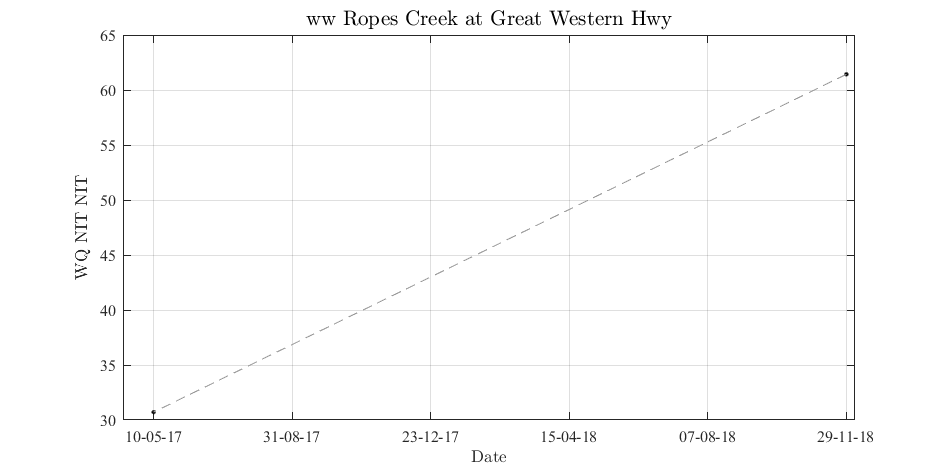 ww Ropes Creek at Great Western Hwy
65
60
55
50
45
40
35
30
WQ NIT NIT
10-05-17 31-08-17 23-12-17 15-04-18 07-08-18 29-11-18
Date